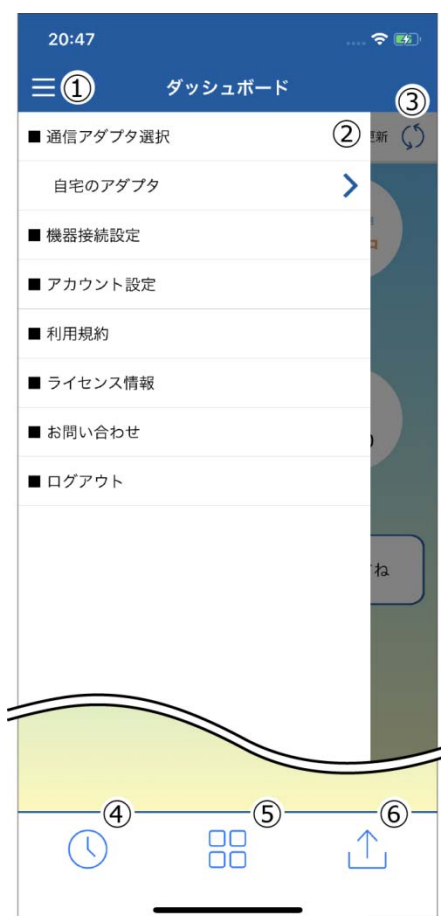 20:47
① ダッシュボード ③
■ 通信アダプタ選択 ② 更新
自宅のアダプタ
■ 機器接続設定
■ アカウント設定
■ 利用規約
■ ライセンス情報
■ お問い合わせ
■ ログアウト
ね
④ ⑤ ⑥